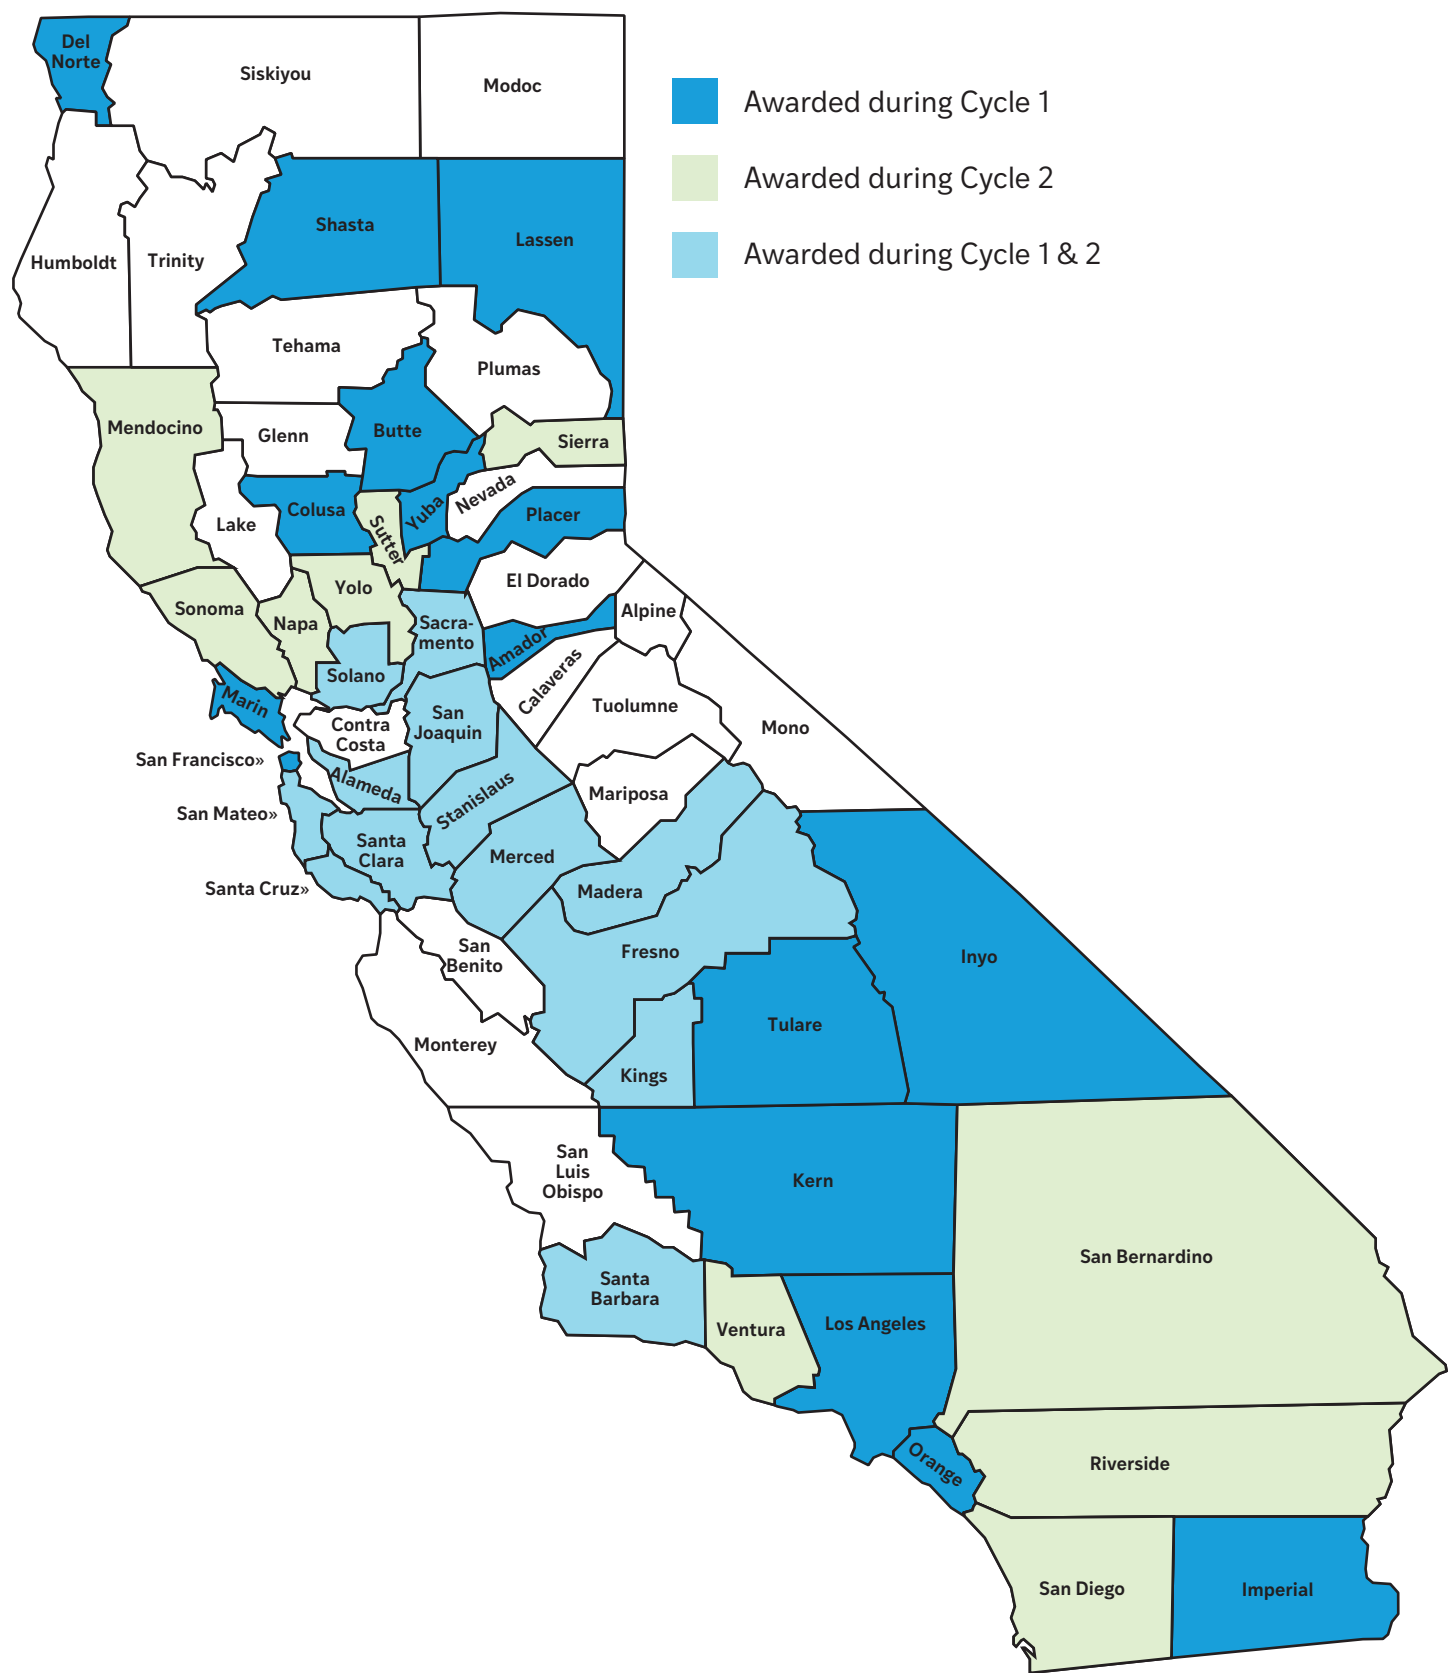 Del
Norte
Siskiyou
Modoc
Awarded during Cycle 1
Awarded during Cycle 2
Awarded during Cycle 1 & 2
Shasta
Lassen
Humboldt
Trinity
Tehama
Plumas
Mendocino
Glenn
Butte
Sierra
Colusa
Lake
Sutter
Yuba
Nevada
Placer
El Dorado
Yolo
Sonoma
Napa
Sacra-
mento
Alpine
Amador
Solano
Calaveras
Marin
Contra
Costa
San
Joaquin
Tuolumne
Mono
San Francisco»
Alameda
Stanislaus
Mariposa
San Mateo»
Santa
Clara
Merced
Santa Cruz»
Madera
San
Benito
Fresno
Inyo
Monterey
Tulare
Kings
San
Luis
Obispo
Kern
San Bernardino
Santa
Barbara
Ventura
Los Angeles
Orange
Riverside
San Diego
Imperial